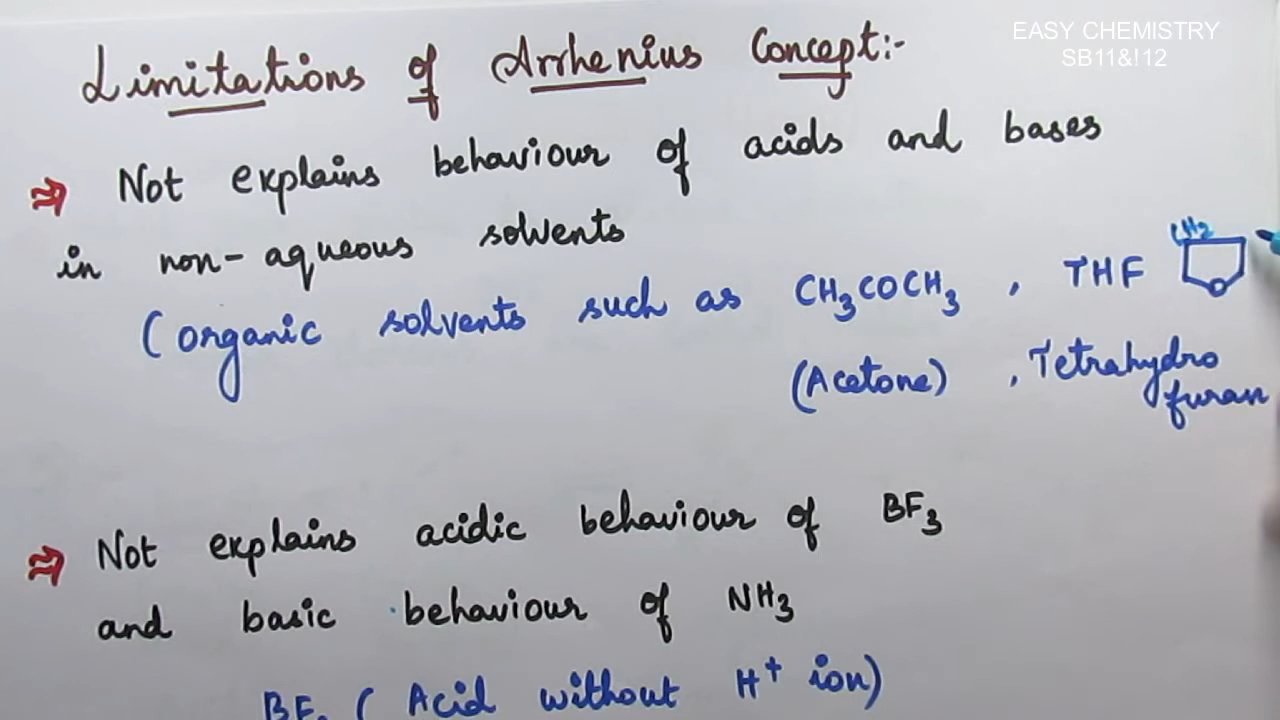 EASY CHEMISTRY
SB11&!12
Limitations of Arrhenius Concept:-
⇒ Not explains behaviour of acids and bases
in non-aqueous solvents
CH2
(organic solvents such as CH3COCH3 , THF
(Acetone) , Tetrahydro
furan
⇒ Not explains acidic behaviour of BF3
and basic behaviour of NH3
(Acid without H+ ion)